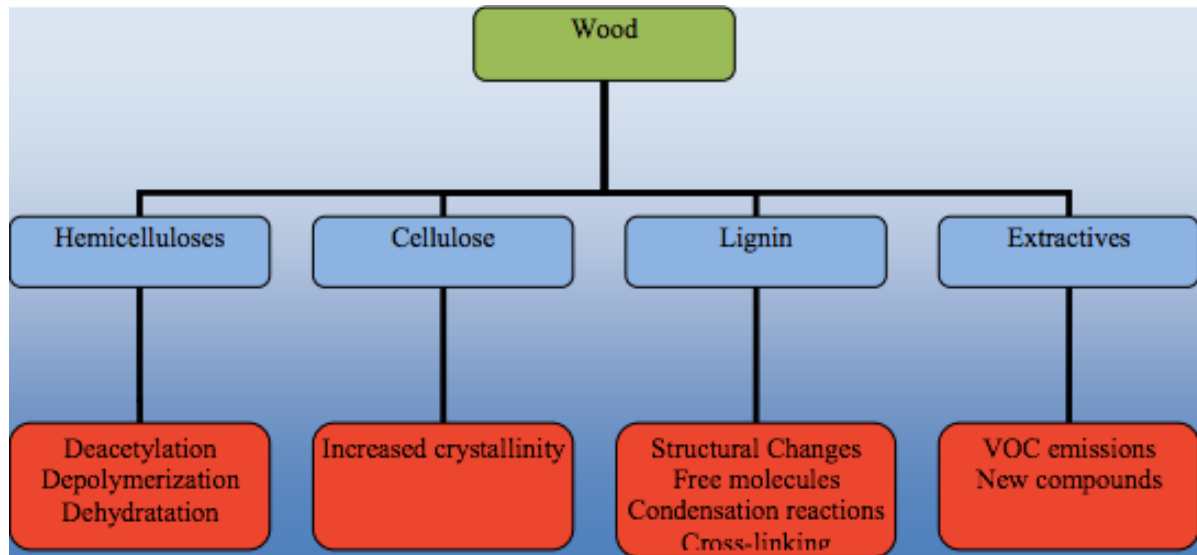 Wood
Hemicelluloses
Cellulose
Lignin
Extractives
Deacetylation
Depolymerization
Dehydratation
Increased crystallinity
Structural Changes
Free molecules
Condensation reactions
Cross-linking
VOC emissions
New compounds